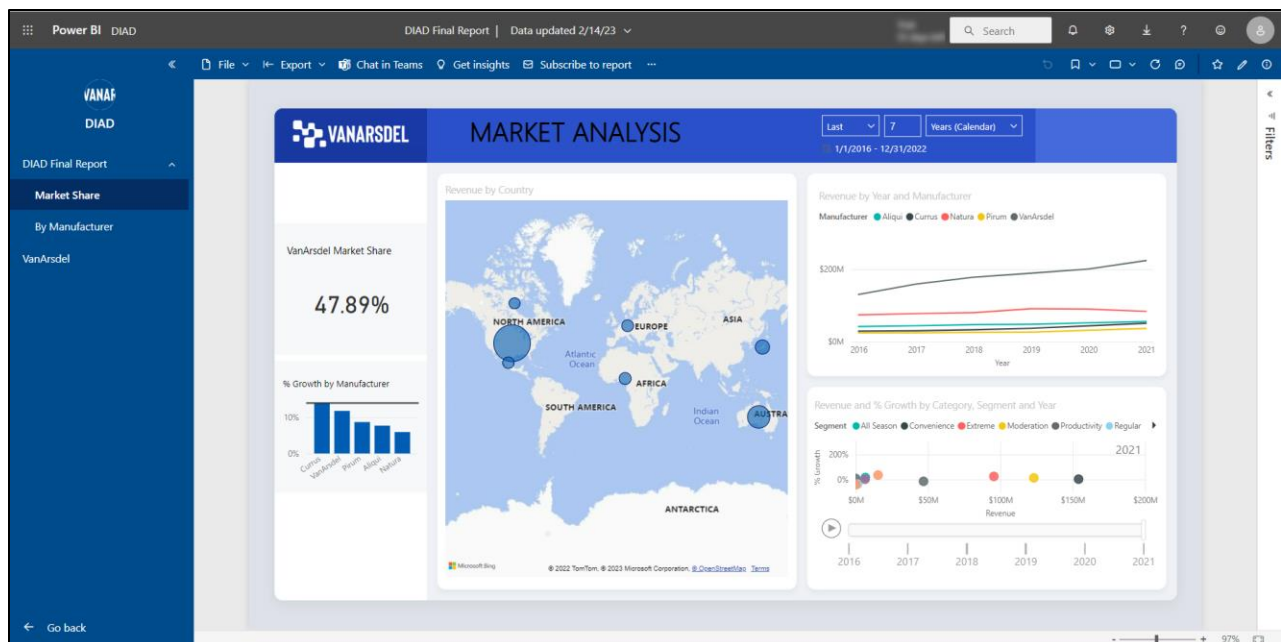 Power BI DIAD
DIAD Final Report | Data updated 2/14/23
Search
File Export Chat in Teams Get insights Subscribe to report ...
VANAR
DIAD
DIAD Final Report
Market Share
By Manufacturer
VanArsdel
Go back
VANARSDEL
MARKET ANALYSIS
Last 7 Years (Calendar)
1/1/2016 - 12/31/2022
Filters
VanArsdel Market Share
47.89%
% Growth by Manufacturer
10%
0%
Currus VanArsdel Pirum Aliqui Natura
Revenue by Country
NORTH AMERICA
EUROPE
ASIA
Atlantic
Ocean
AFRICA
SOUTH AMERICA
Indian
Ocean
AUSTRA
ANTARCTICA
Microsoft Bing
© 2022 TomTom, © 2023 Microsoft Corporation, © OpenStreetMap Terms
Revenue by Year and Manufacturer
Manufacturer Aliqui Currus Natura Pirum VanArsdel
$200M
$0M
2016 2017 2018 2019 2020 2021
Year
Revenue and % Growth by Category, Segment and Year
Segment All Season Convenience Extreme Moderation Productivity Regular
2021
% Growth
200%
0%
$0M $50M $100M $150M $200M
Revenue
2016 2017 2018 2019 2020 2021
- + 97%